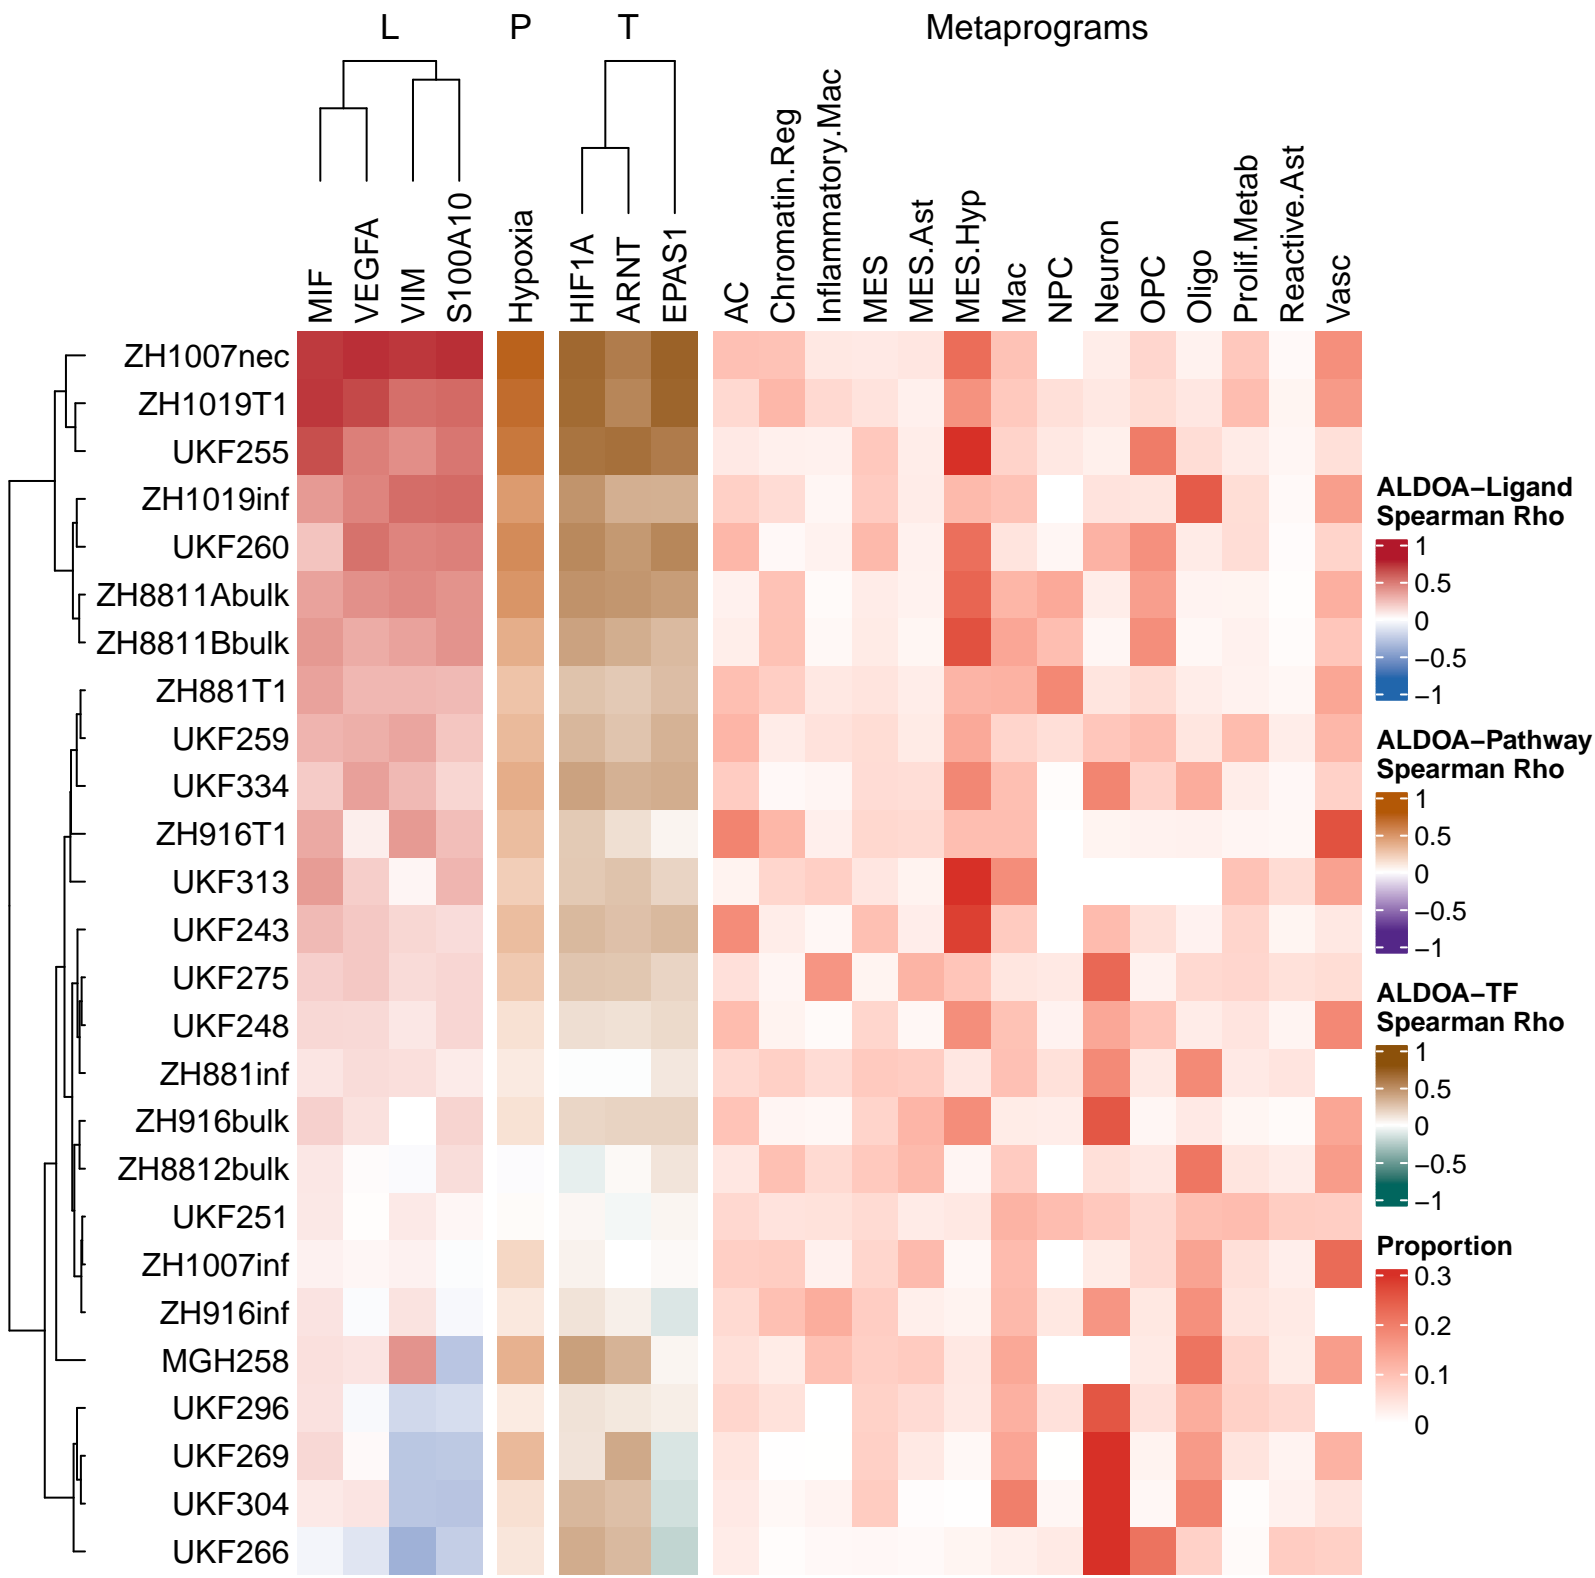 L P T Metaprograms
MIF
VEGFA
VIM
S100A10
Hypoxia
HIF1A
ARNT
EPAS1
AC
Chromatin.Reg
Inflammatory.Mac
MES
MES.Ast
MES.Hyp
Mac
NPC
Neuron
OPC
Oligo
Prolif.Metab
Reactive.Ast
Vasc
ZH1007nec
ZH1019T1
UKF255
ZH1019inf
UKF260
ZH8811Abulk
ZH8811Bbulk
ZH881T1
UKF259
UKF334
ZH916T1
UKF313
UKF243
UKF275
UKF248
ZH881inf
ZH916bulk
ZH8812bulk
UKF251
ZH1007inf
ZH916inf
MGH258
UKF296
UKF269
UKF304
UKF266
ALDOA−Ligand
Spearman Rho
1
0.5
0
−0.5
−1
ALDOA−Pathway
Spearman Rho
1
0.5
0
−0.5
−1
ALDOA−TF
Spearman Rho
1
0.5
0
−0.5
−1
Proportion
0.3
0.2
0.1
0